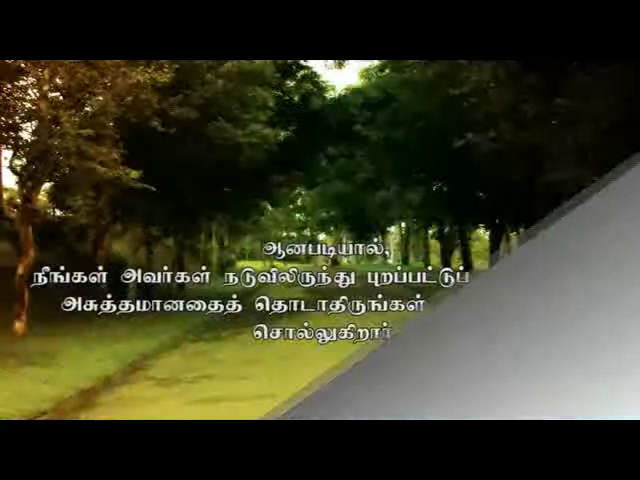 ஆனபடியால்,
நீங்கள் அவர்கள் நடுவிலிருந்து புறப்பட்டுப்
அசுத்தமானதைத் தொடாதிருங்கள்
சொல்லுகிறார்